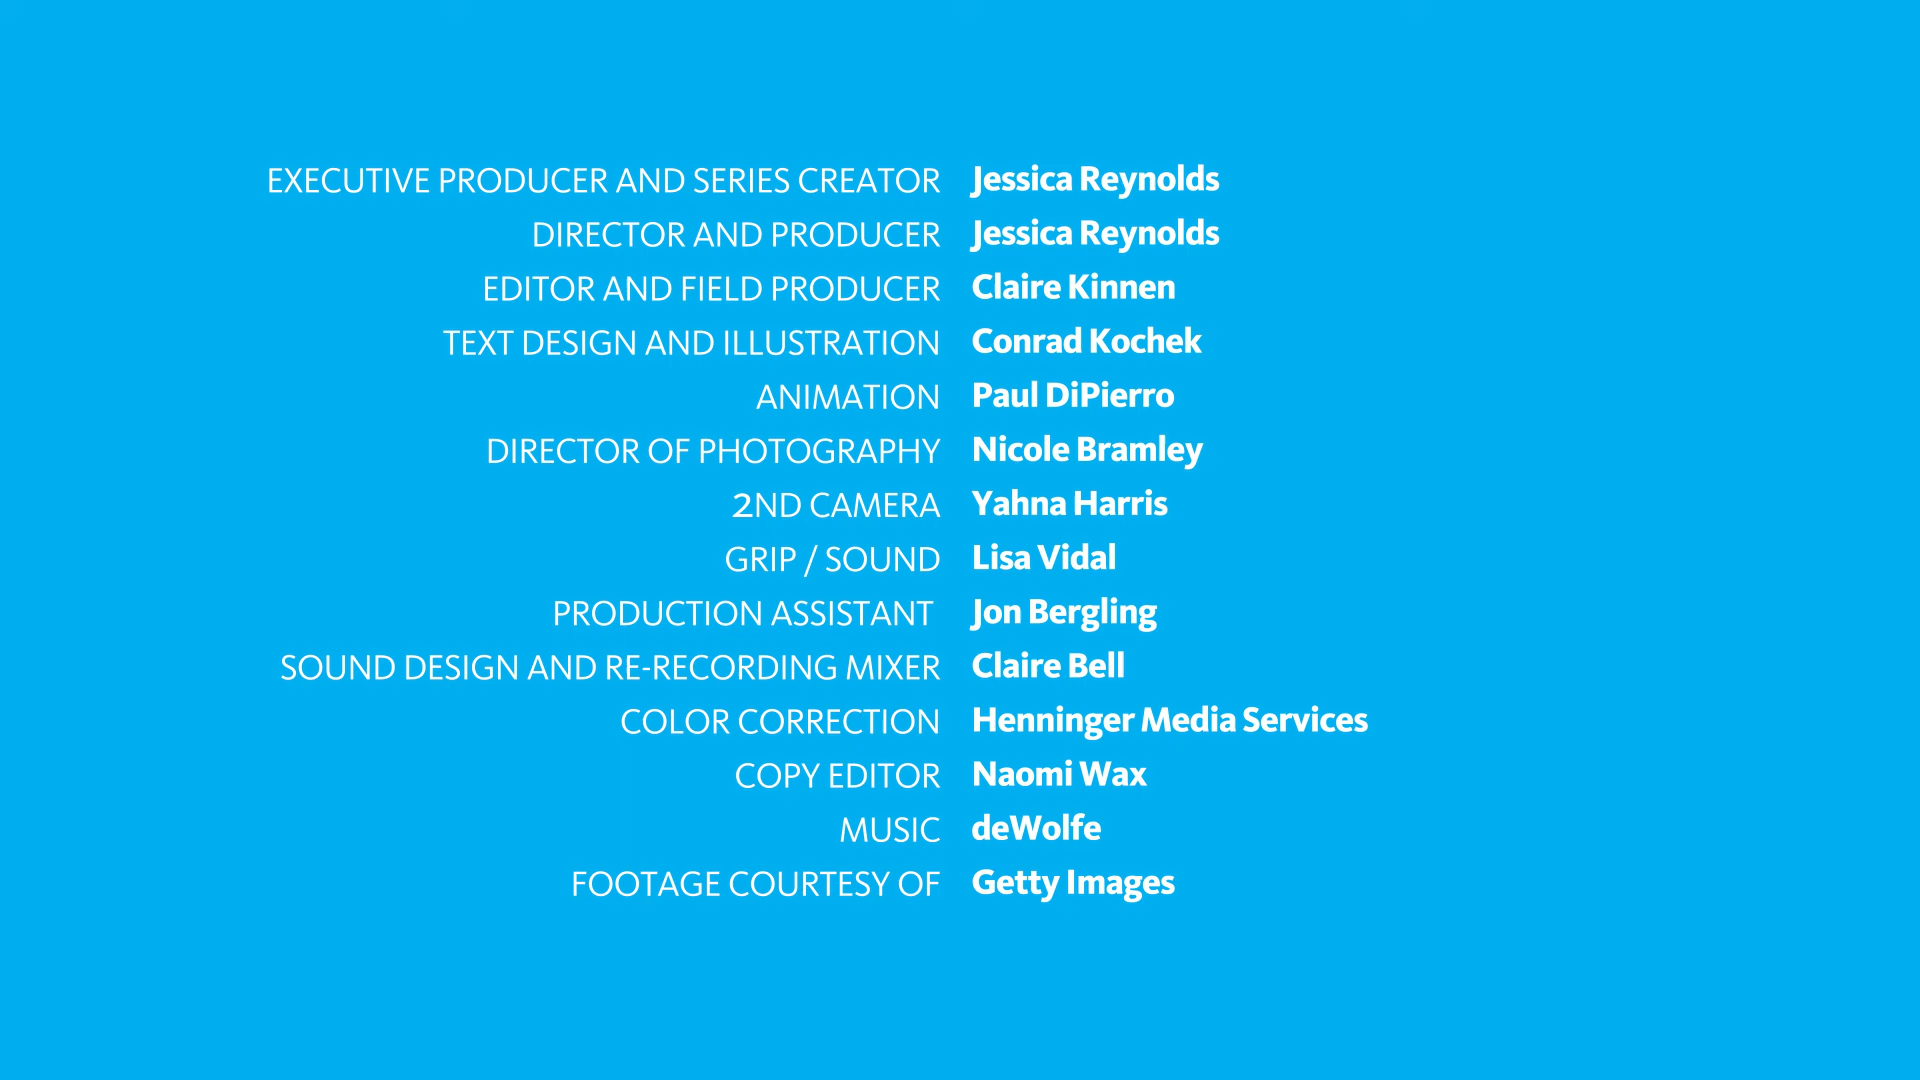 EXECUTIVE PRODUCER AND SERIES CREATOR Jessica Reynolds
DIRECTOR AND PRODUCER Jessica Reynolds
EDITOR AND FIELD PRODUCER Claire Kinnen
TEXT DESIGN AND ILLUSTRATION Conrad Kochek
ANIMATION Paul DiPierro
DIRECTOR OF PHOTOGRAPHY Nicole Bramley
2ND CAMERA Yahna Harris
GRIP / SOUND Lisa Vidal
PRODUCTION ASSISTANT Jon Bergling
SOUND DESIGN AND RE-RECORDING MIXER Claire Bell
COLOR CORRECTION Henninger Media Services
COPY EDITOR Naomi Wax
MUSIC deWolfe
FOOTAGE COURTESY OF Getty Images